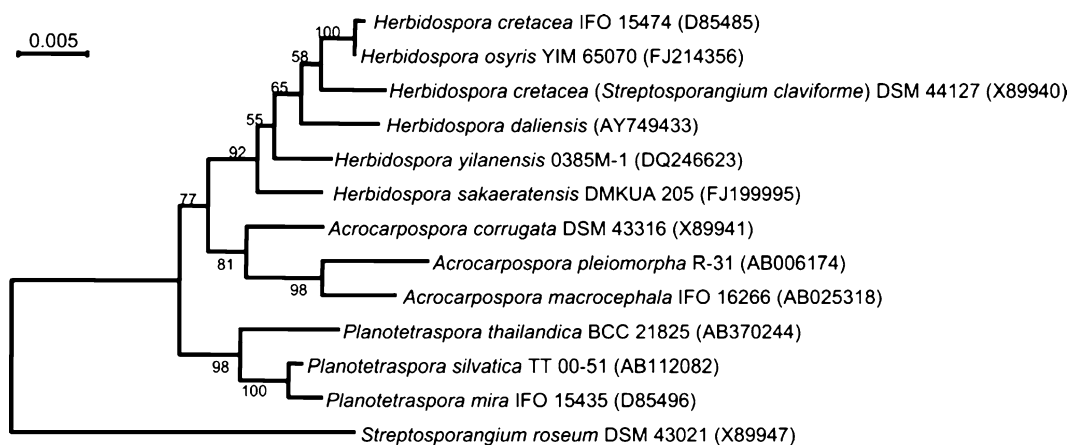 Herbidospora cretacea IFO 15474 (D85485)
100
0.005
Herbidospora osyris YIM 65070 (FJ214356)
58
Herbidospora cretacea (Streptosporangium claviforme) DSM 44127 (X89940)
65
Herbidospora daliensis (AY749433)
55
Herbidospora yilanensis 0385M-1 (DQ246623)
92
Herbidospora sakaeratensis DMKUA 205 (FJ199995)
77
Acrocarpospora corrugata DSM 43316 (X89941)
81
Acrocarpospora pleiomorpha R-31 (AB006174)
98
Acrocarpospora macrocephala IFO 16266 (AB025318)
Planotetraspora thailandica BCC 21825 (AB370244)
98
Planotetraspora silvatica TT 00-51 (AB112082)
100
Planotetraspora mira IFO 15435 (D85496)
Streptosporangium roseum DSM 43021 (X89947)